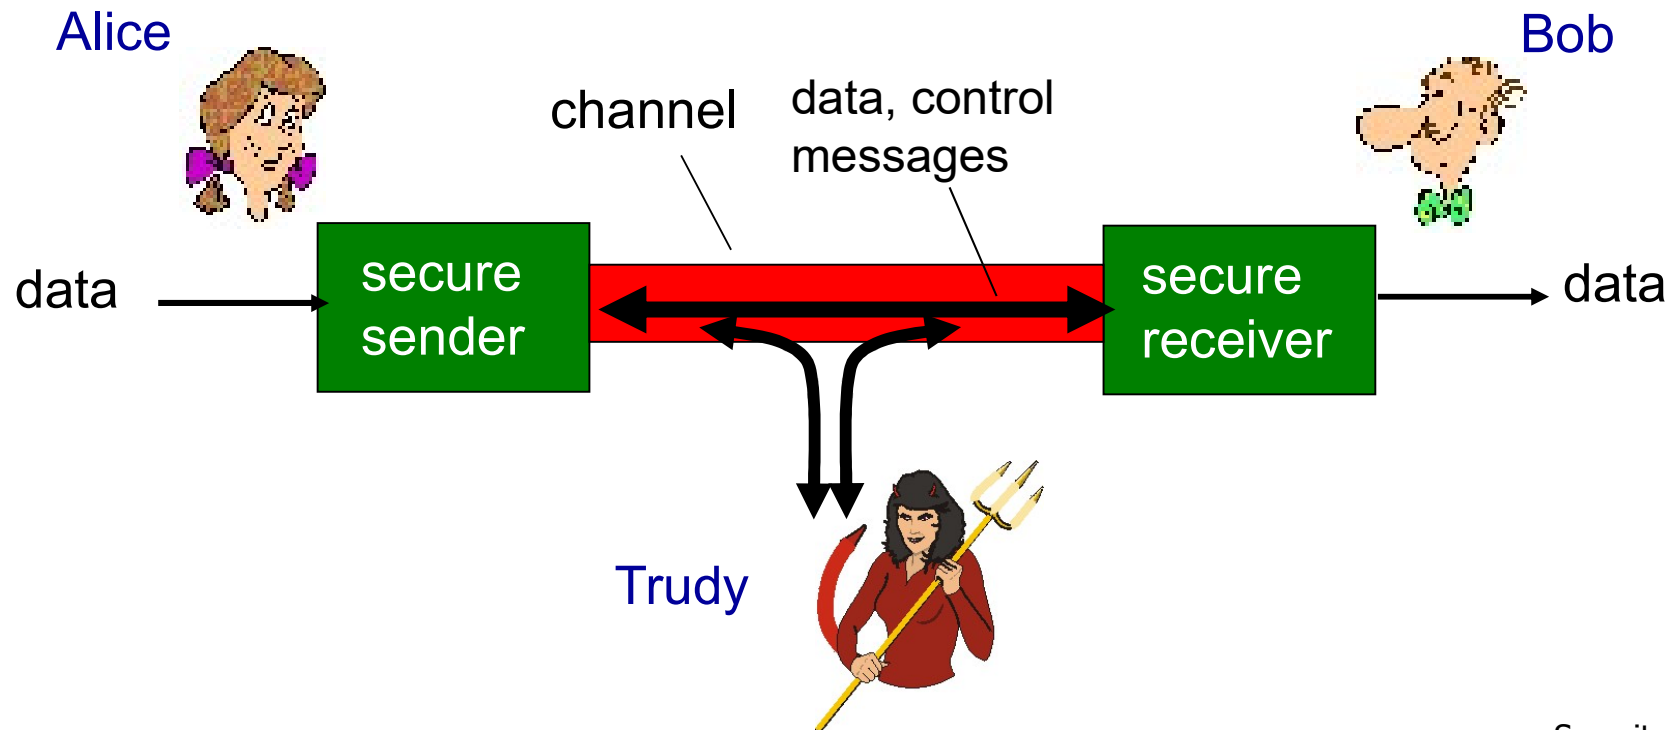 Alice
Bob
channel
data, control
messages
data
secure
sender
secure
receiver
data
Trudy